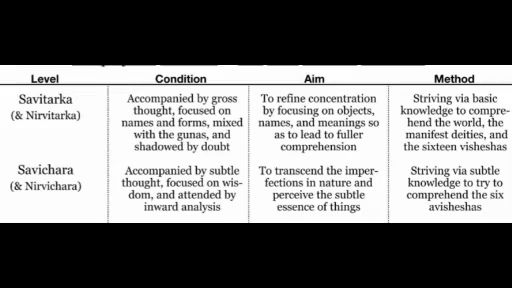 Level Condition Aim Method
Savitarka
(& Nirvitarka)
Accompanied by gross
thought, focused on
names and forms, mixed
with the gunas, and
shadowed by doubt
To refine concentration
by focusing on objects,
names, and meanings so
as to lead to fuller
comprehension
Striving via basic
knowledge to compre-
hend the world, the
manifest deities, and
the sixteen visheshas
Savichara
(& Nirvichara)
Accompanied by subtle
thought, focused on wis-
dom, and attended by
inward analysis
To transcend the imper-
fections in nature and
perceive the subtle
essence of things
Striving via subtle
knowledge to try to
comprehend the six
avisheshas